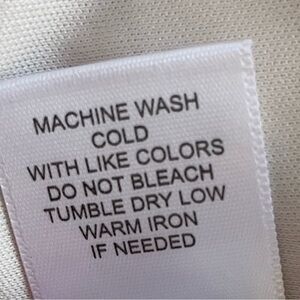 MACHINE WASH
COLD
WITH LIKE COLORS
DO NOT BLEACH
TUMBLE DRY LOW
WARM IRON
IF NEEDED